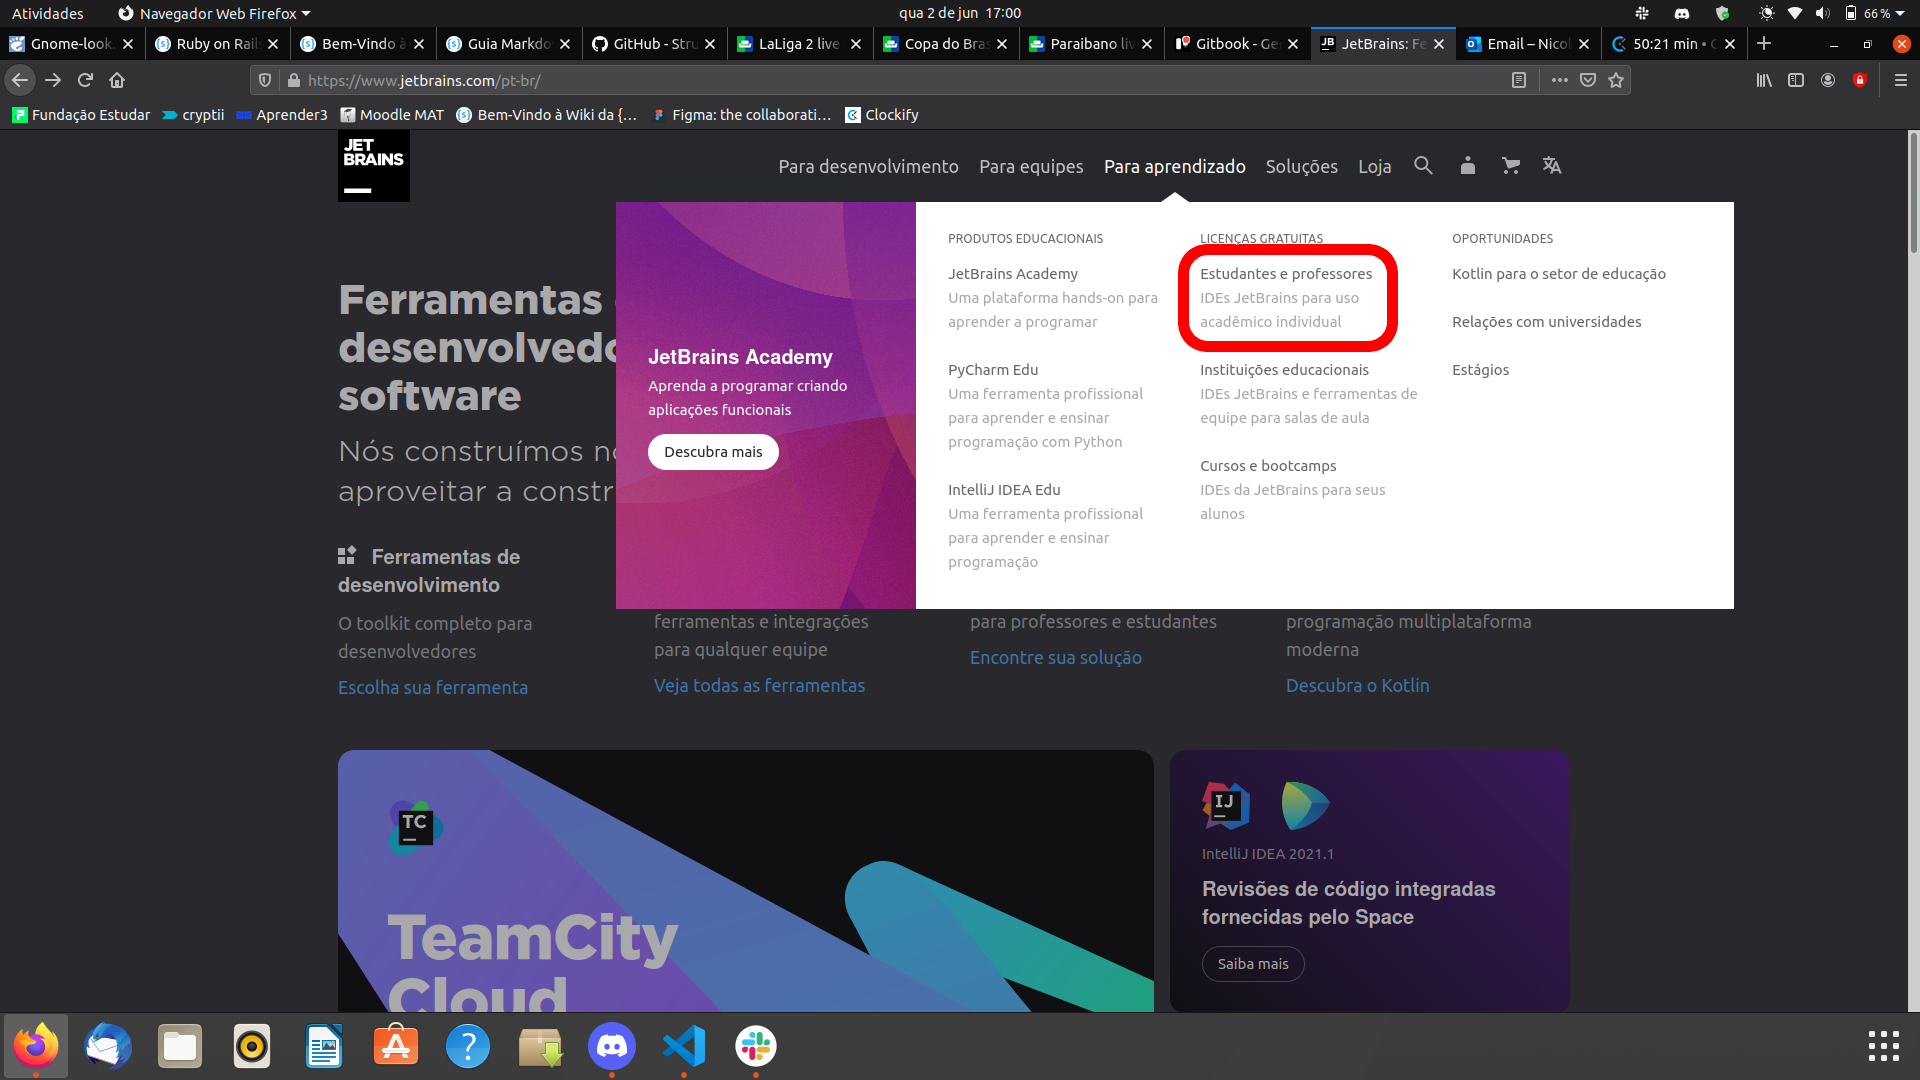 Atividades
Navegador Web Firefox
qua 2 de jun 17:00
66 %
Gnome-look.
Ruby on Rail
Bem-Vindo à
Guia Markdo
GitHub - Stru
LaLiga 2 live
Copa do Bras
Paraibano liv
Gitbook - Ge
JetBrains: Fe
Email – Nicol
50:21 min •
https://www.jetbrains.com/pt-br/
Fundação Estudar
cryptii
Aprender3
Moodle MAT
Bem-Vindo à Wiki da {…
Figma: the collaborati…
Clockify
JET
BRAINS
Para desenvolvimento
Para equipes
Para aprendizado
Soluções
Loja
Ferramentas
desenvolvedo
software
Nós construímos no
aproveitar a constr
JetBrains Academy
Aprenda a programar criando
aplicações funcionais
Descubra mais
PRODUTOS EDUCACIONAIS
JetBrains Academy
Uma plataforma hands-on para
aprender a programar
PyCharm Edu
Uma ferramenta profissional
para aprender e ensinar
programação com Python
IntelliJ IDEA Edu
Uma ferramenta profissional
para aprender e ensinar
programação
LICENÇAS GRATUITAS
Estudantes e professores
IDEs JetBrains para uso
acadêmico individual
Instituições educacionais
IDEs JetBrains e ferramentas de
equipe para salas de aula
Cursos e bootcamps
IDEs da JetBrains para seus
alunos
OPORTUNIDADES
Kotlin para o setor de educação
Relações com universidades
Estágios
Ferramentas de
desenvolvimento
O toolkit completo para
desenvolvedores
Escolha sua ferramenta
ferramentas e integrações
para qualquer equipe
Veja todas as ferramentas
para professores e estudantes
Encontre sua solução
programação multiplataforma
moderna
Descubra o Kotlin
TC
TeamCity
Cloud
IJ
IntelliJ IDEA 2021.1
Revisões de código integradas
fornecidas pelo Space
Saiba mais